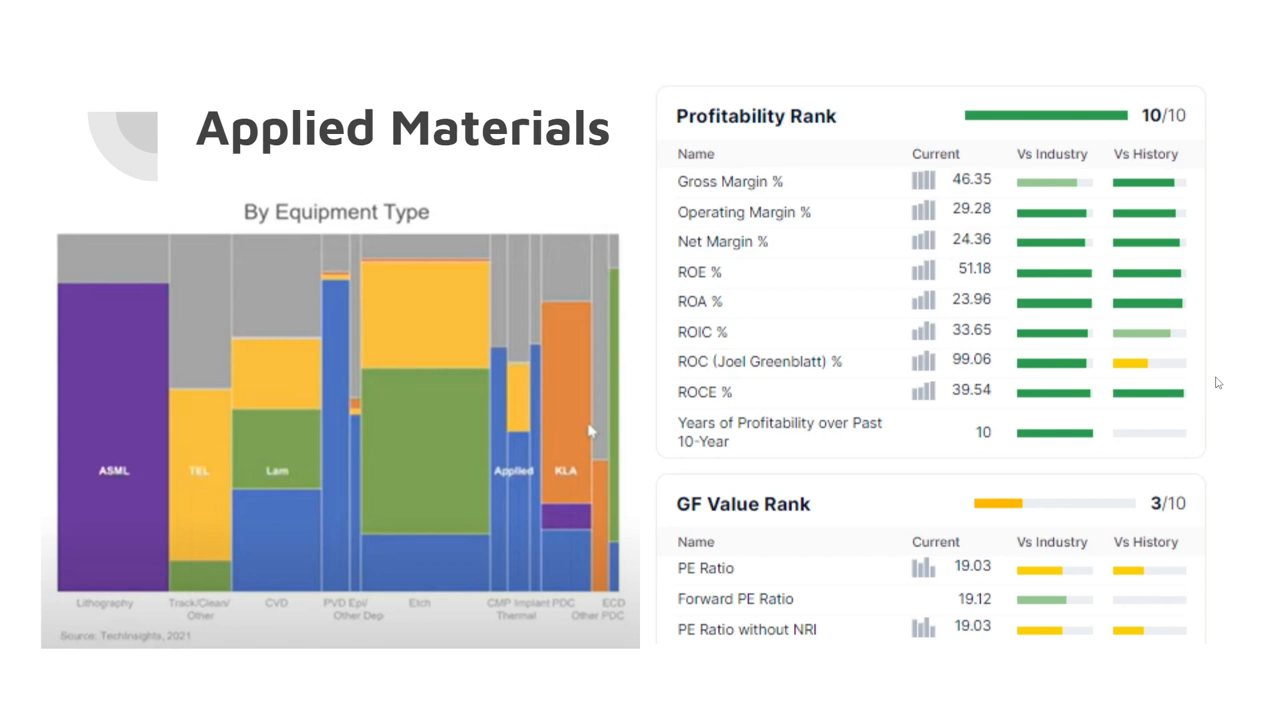 Applied Materials
By Equipment Type
ASML
TEL
Lam
Applied
KLA
Lithography
Track/Clean/
Other
CVD
PVD Epi/
Other Dep
Etch
CMP Implant PDC
Thermal
ECD
Other PDC
Source: TechInsights, 2021
Profitability Rank 10/10
Name Current Vs Industry Vs History
Gross Margin % 46.35
Operating Margin % 29.28
Net Margin % 24.36
ROE % 51.18
ROA % 23.96
ROIC % 33.65
ROC (Joel Greenblatt) % 99.06
ROCE % 39.54
Years of Profitability over Past
10-Year 10
GF Value Rank 3/10
Name Current Vs Industry Vs History
PE Ratio 19.03
Forward PE Ratio 19.12
PE Ratio without NRI 19.03